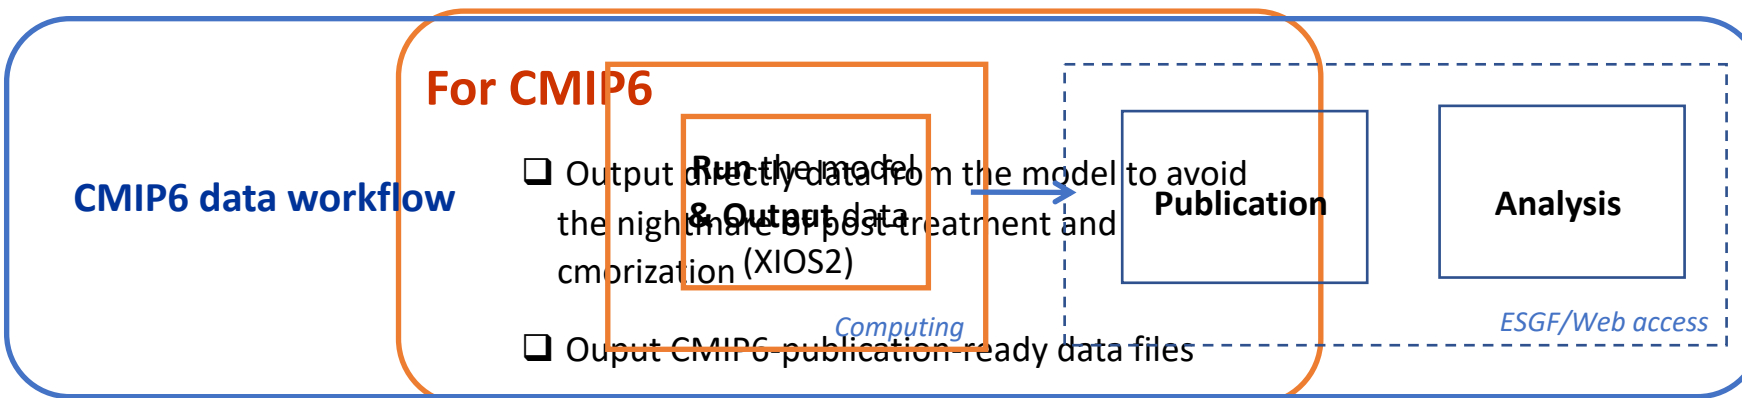 For CMIP6
CMIP6 data workflow
❑ Output directly data from the model to avoid
the nightmare of post-treatment and
cmorization
❑ Ouput CMIP6-publication-ready data files
Run the model
& Output data
(XIOS2)
Computing
Publication
Analysis
ESGF/Web access